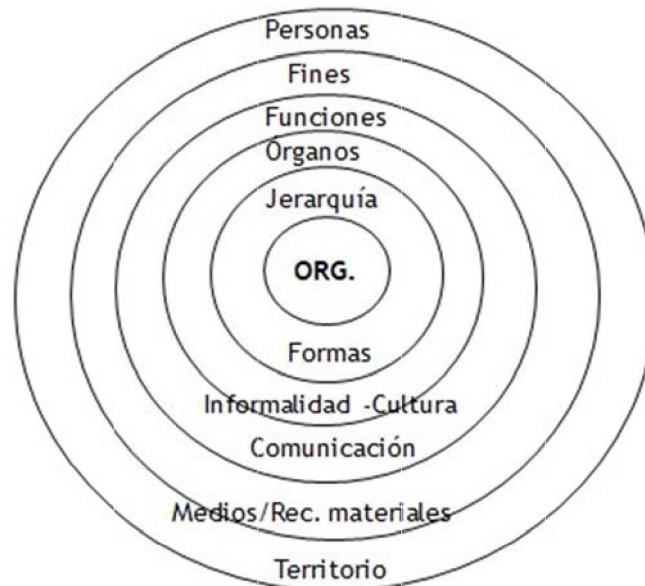 Personas
Fines
Funciones
Órganos
Jerarquía
ORG.
Formas
Informalidad -Cultura
Comunicación
Medios/Rec. materiales
Territorio